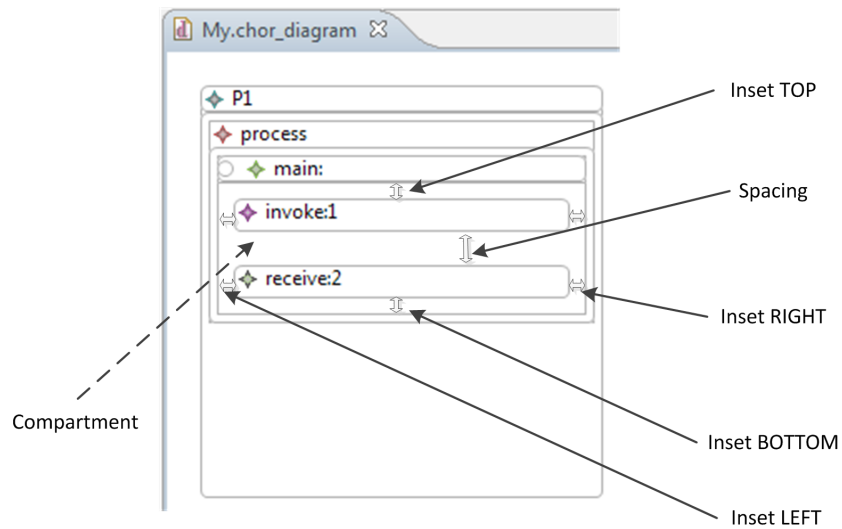 My.chor_diagram
P1
Inset TOP
process
main:
Spacing
invoke:1
receive:2
Inset RIGHT
Compartment
Inset BOTTOM
Inset LEFT